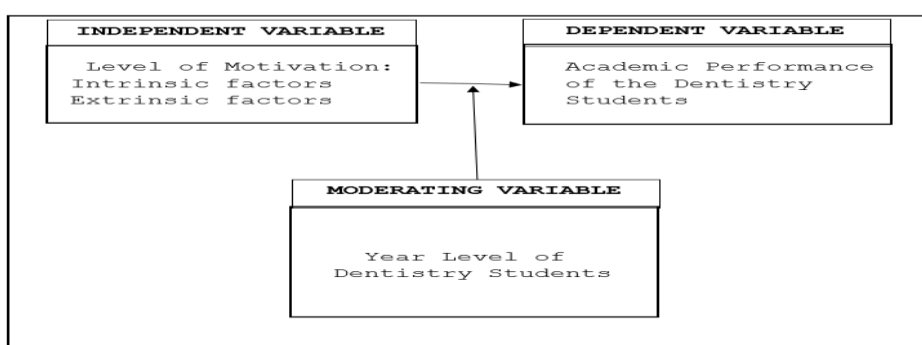 INDEPENDENT VARIABLE
Level of Motivation:
Intrinsic factors
Extrinsic factors
DEPENDENT VARIABLE
Academic Performance
of the Dentistry
Students
MODERATING VARIABLE
Year Level of
Dentistry Students